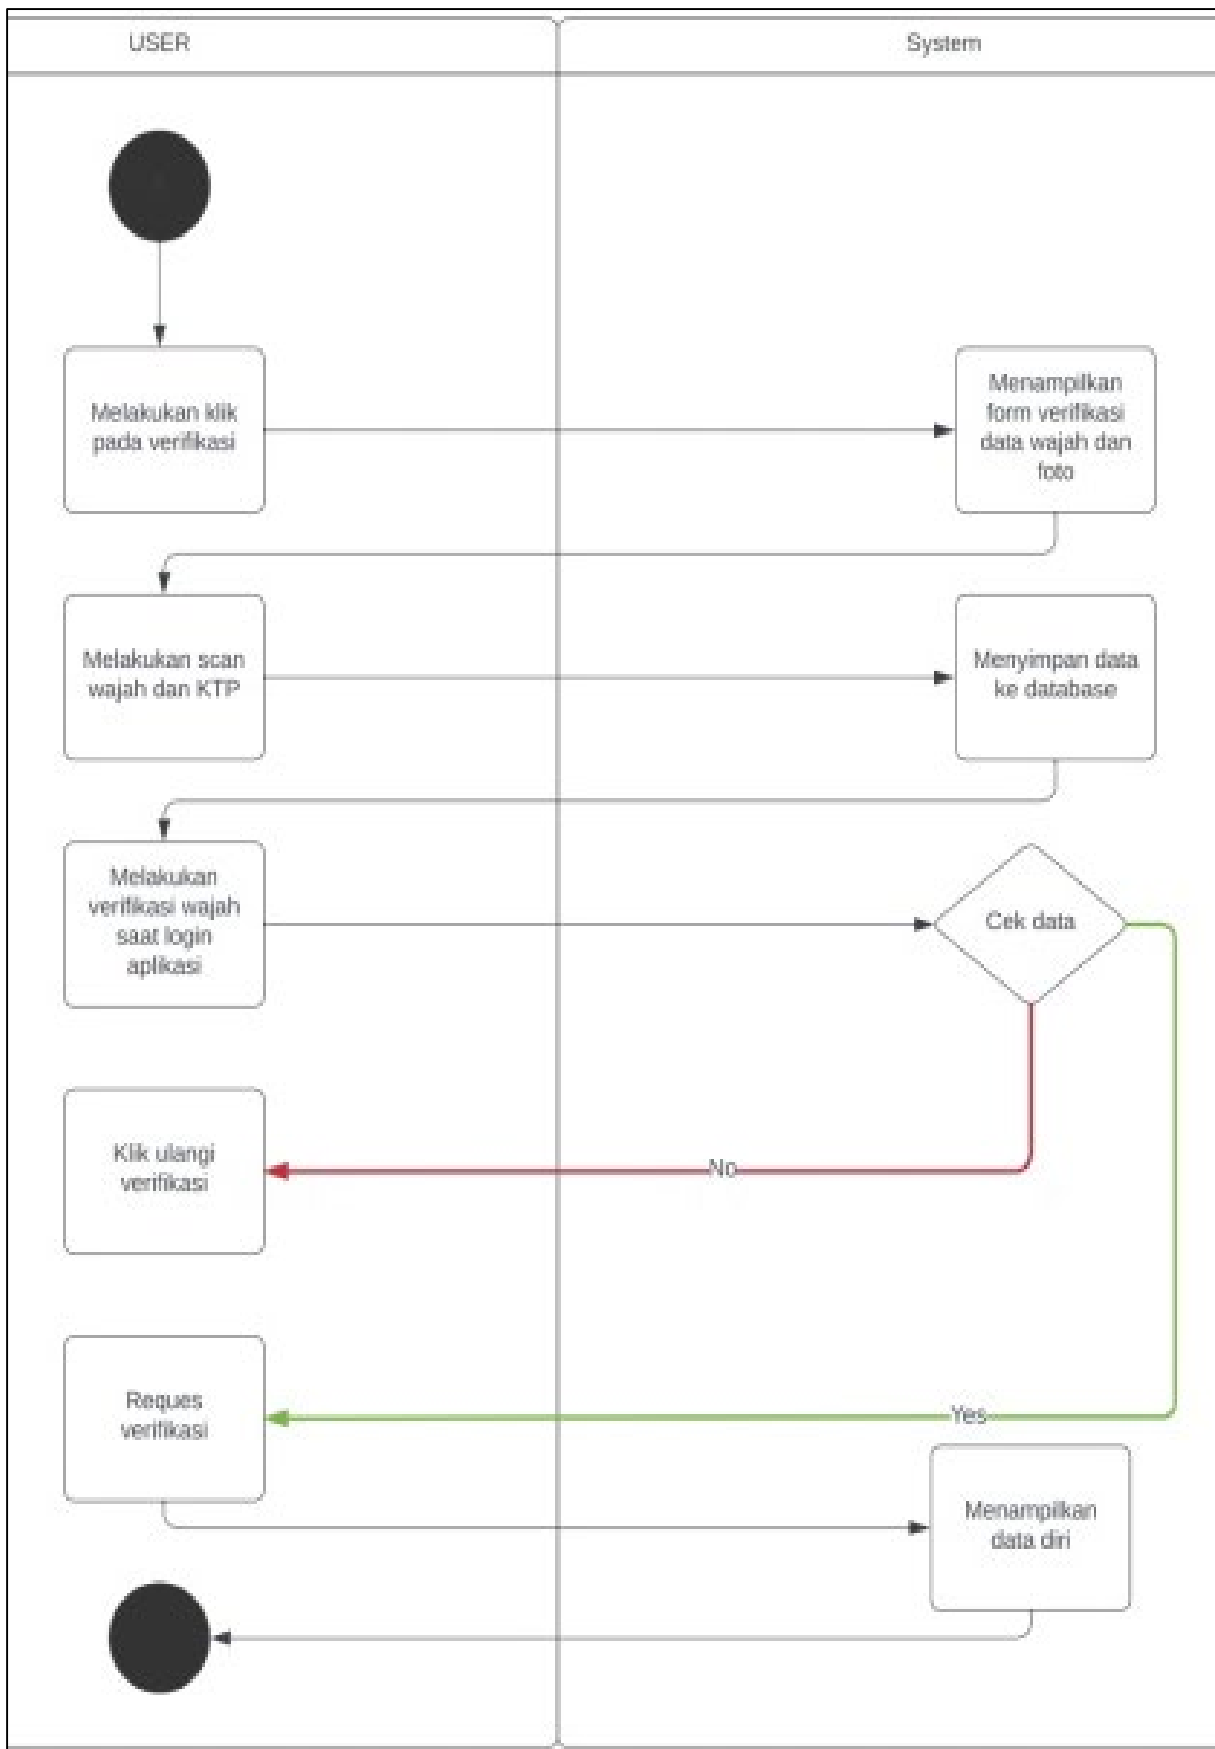 USER
System
Melakukan klik
pada verifikasi
Menampilkan
form verifikasi
data wajah dan
foto
Melakukan scan
wajah dan KTP
Menyimpan data
ke database
Melakukan
verifikasi wajah
saat login
aplikasi
Cek data
Klik ulangi
verifikasi
No
Reques
verifikasi
Yes
Menampilkan
data diri